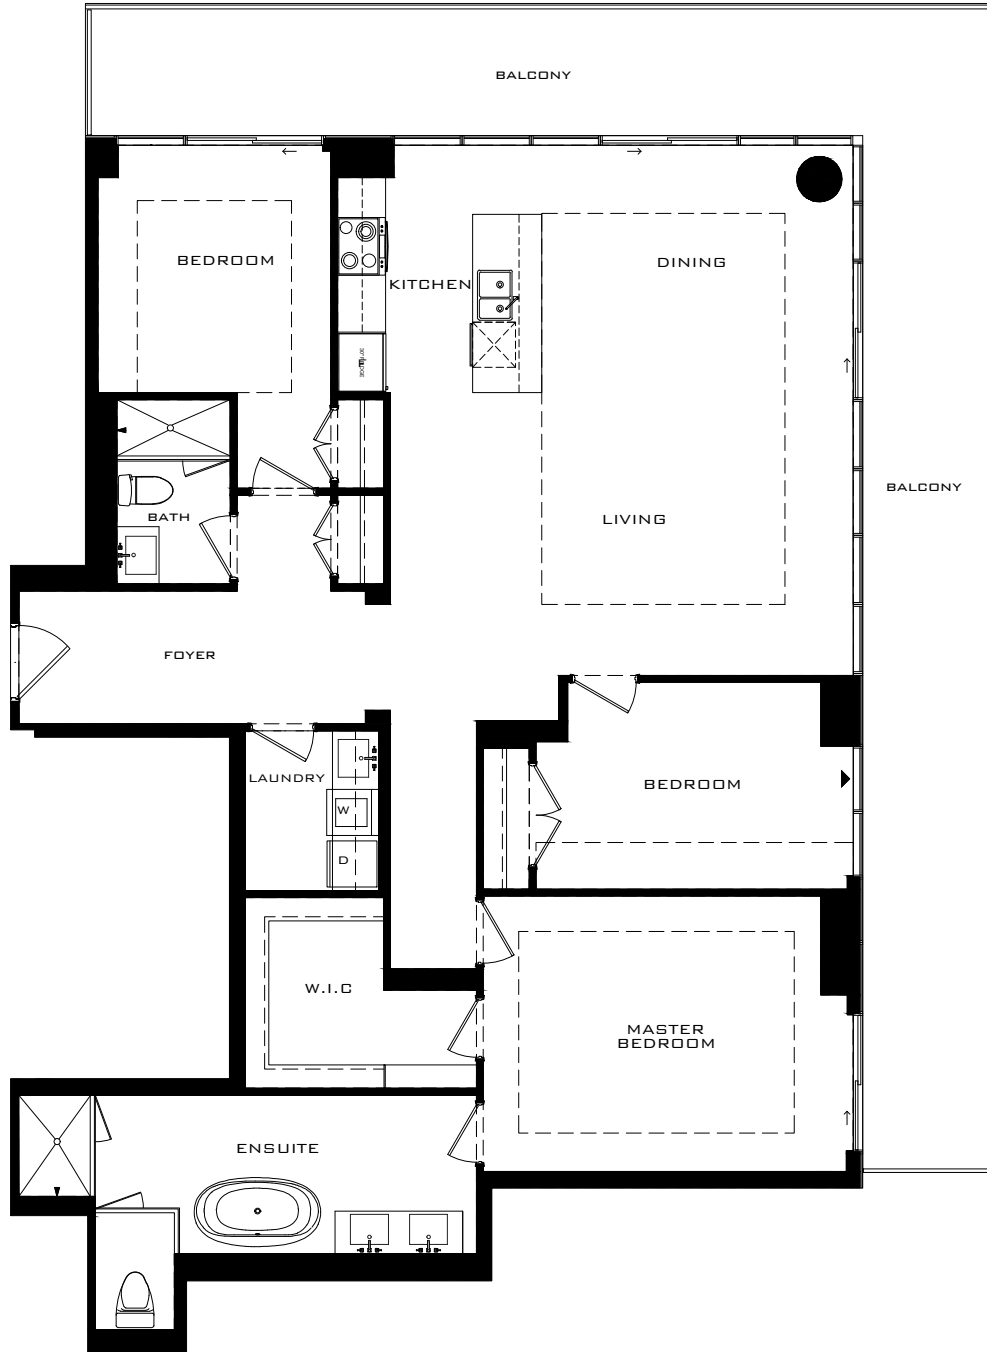 BALCONY
BEDROOM
DINING
KITCHEN
BALCONY
BATH
LIVING
FOYER
LAUNDRY
BEDROOM
W
D
W.I.C
MASTER
BEDROOM
ENSUITE